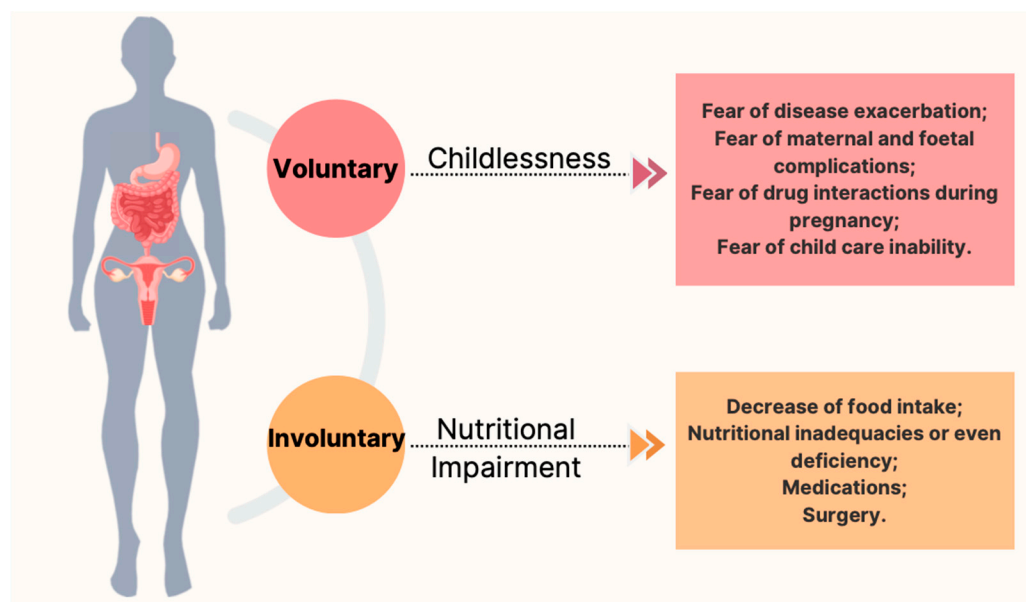 Voluntary
Childlessness
Fear of disease exacerbation;
Fear of maternal and foetal
complications;
Fear of drug interactions during
pregnancy;
Fear of child care inability.
Involuntary
Nutritional
Impairment
Decrease of food intake;
Nutritional inadequacies or even
deficiency;
Medications;
Surgery.